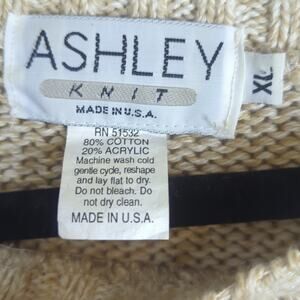 ASHLEY
KNIT
MADE IN U.S.A.
XL
RN 51532
80% COTTON
20% ACRYLIC
Machine wash cold
gentle cycle, reshape
and lay flat to dry.
Do not bleach. Do
not dry clean.
MADE IN U.S.A.